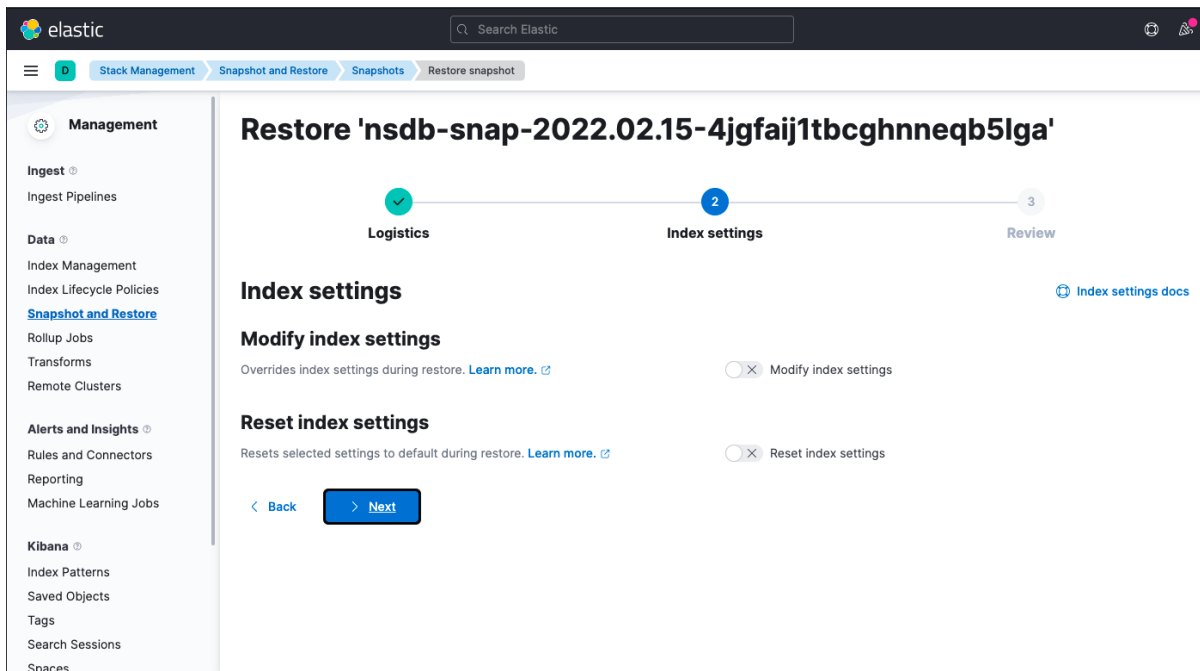 elastic
Search Elastic
D
Stack Management
Snapshot and Restore
Snapshots
Restore snapshot
Management
Ingest
Ingest Pipelines
Data
Index Management
Index Lifecycle Policies
Snapshot and Restore
Rollup Jobs
Transforms
Remote Clusters
Alerts and Insights
Rules and Connectors
Reporting
Machine Learning Jobs
Kibana
Index Patterns
Saved Objects
Tags
Search Sessions
Spaces
Restore 'nsdb-snap-2022.02.15-4jgfaij1tbcghnneqb5lga'
2
3
Logistics
Index settings
Review
Index settings
Index settings docs
Modify index settings
Overrides index settings during restore. Learn more.
Modify index settings
Reset index settings
Resets selected settings to default during restore. Learn more.
Reset index settings
Back
Next